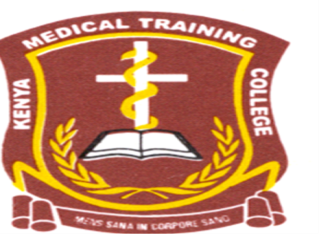 KENYA MEDICAL TRAINING COLLEGE
MENS SANA IN CORPORE SANO